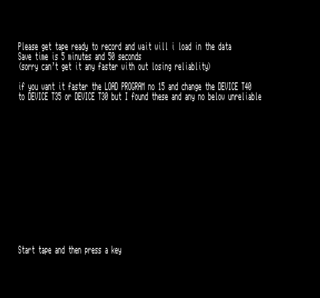 Please get tape ready to record and wait will i load in the data
Save time is 5 minutes and 50 seconds
(sorry can't get it any faster with out losing reliablity)
if you want it faster the LOAD PROGRAM no 15 and change the DEVICE T40
to DEVICE T35 or DEVICE T30 but I found these and any no below unreliable
Start tape and then press a key